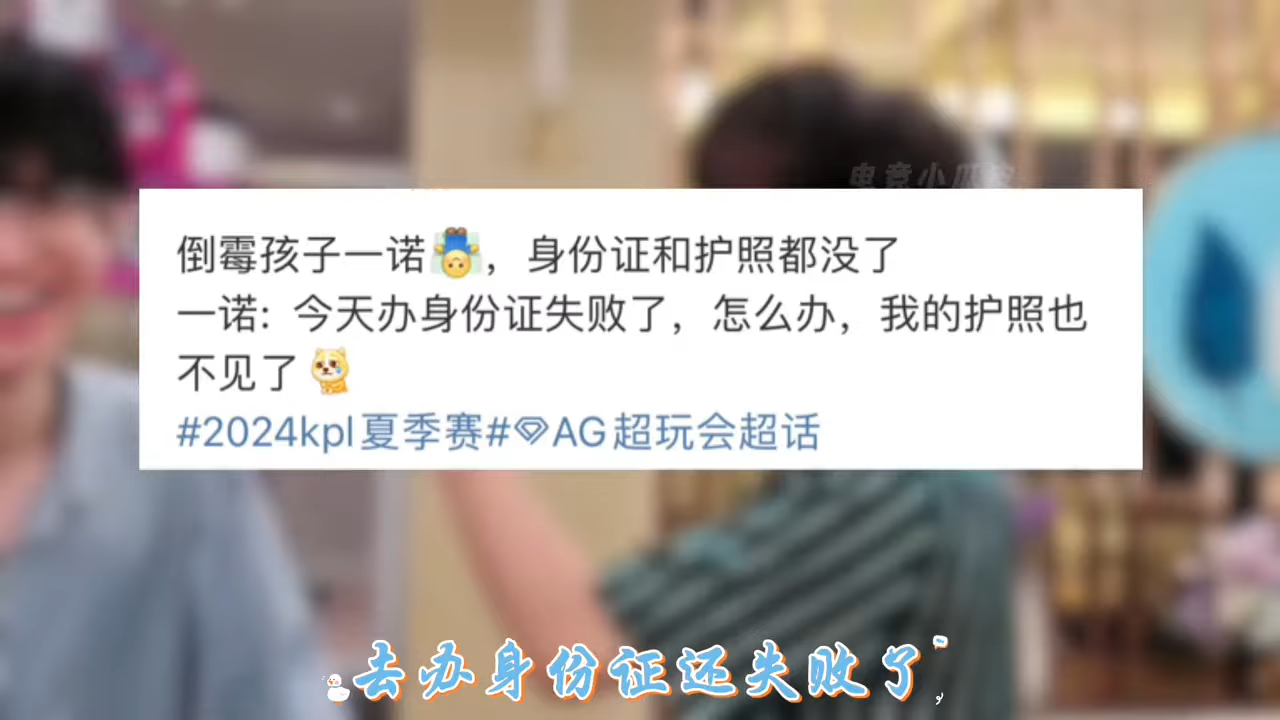 倒霉孩子一诺，身份证和护照都没了
一诺：今天办身份证失败了，怎么办，我的护照也
不见了
#2024kpl夏季赛#AG超玩会超话
去办身份证还失败了